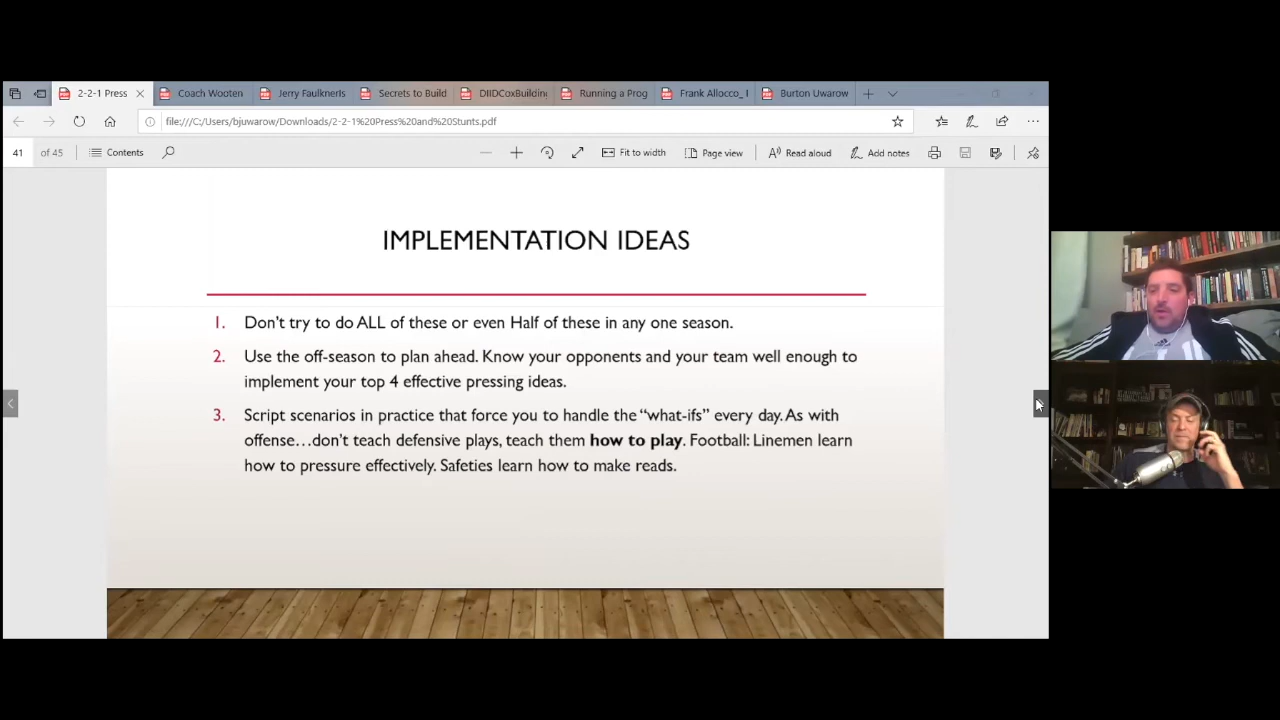 2-2-1 Press
Coach Wooten
Jerry Faulkner
Secrets to Build
DIIDCoxBuilding
Running a Prog
Frank Allocco_
Burton Uwarow
file:///C:/Users/bjuwarow/Downloads/2-2-1%20Press%20and%20Stunts.pdf
41 of 45
Contents
Fit to width
Page view
Read aloud
Add notes
IMPLEMENTATION IDEAS
1. Don't try to do ALL of these or even Half of these in any one season.
2. Use the off-season to plan ahead. Know your opponents and your team well enough to
implement your top 4 effective pressing ideas.
3. Script scenarios in practice that force you to handle the “what-ifs” every day. As with
offense…don't teach defensive plays, teach them how to play. Football: Linemen learn
how to pressure effectively. Safeties learn how to make reads.